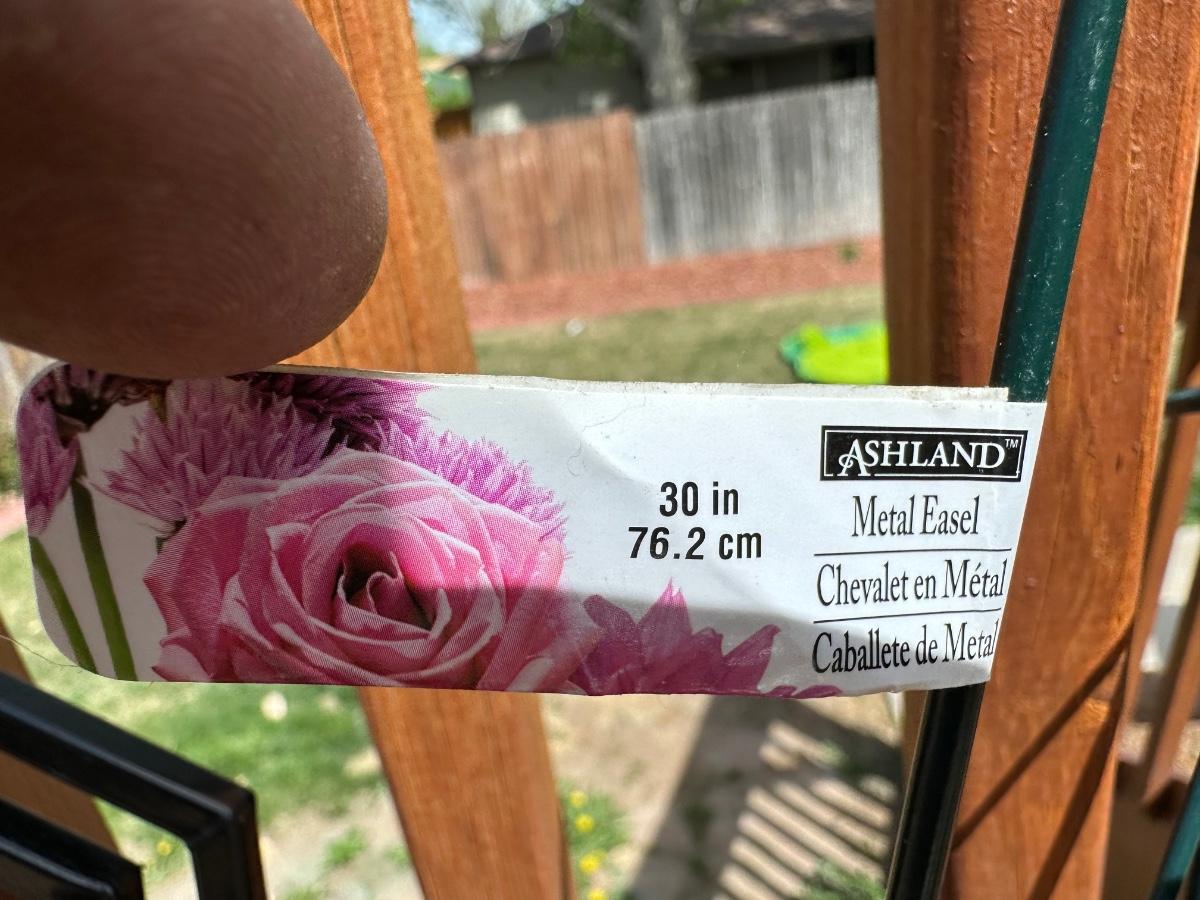 30 in
76.2 cm
ASHLAND™
Metal Easel
Chevalet en Métal
Caballete de Metal